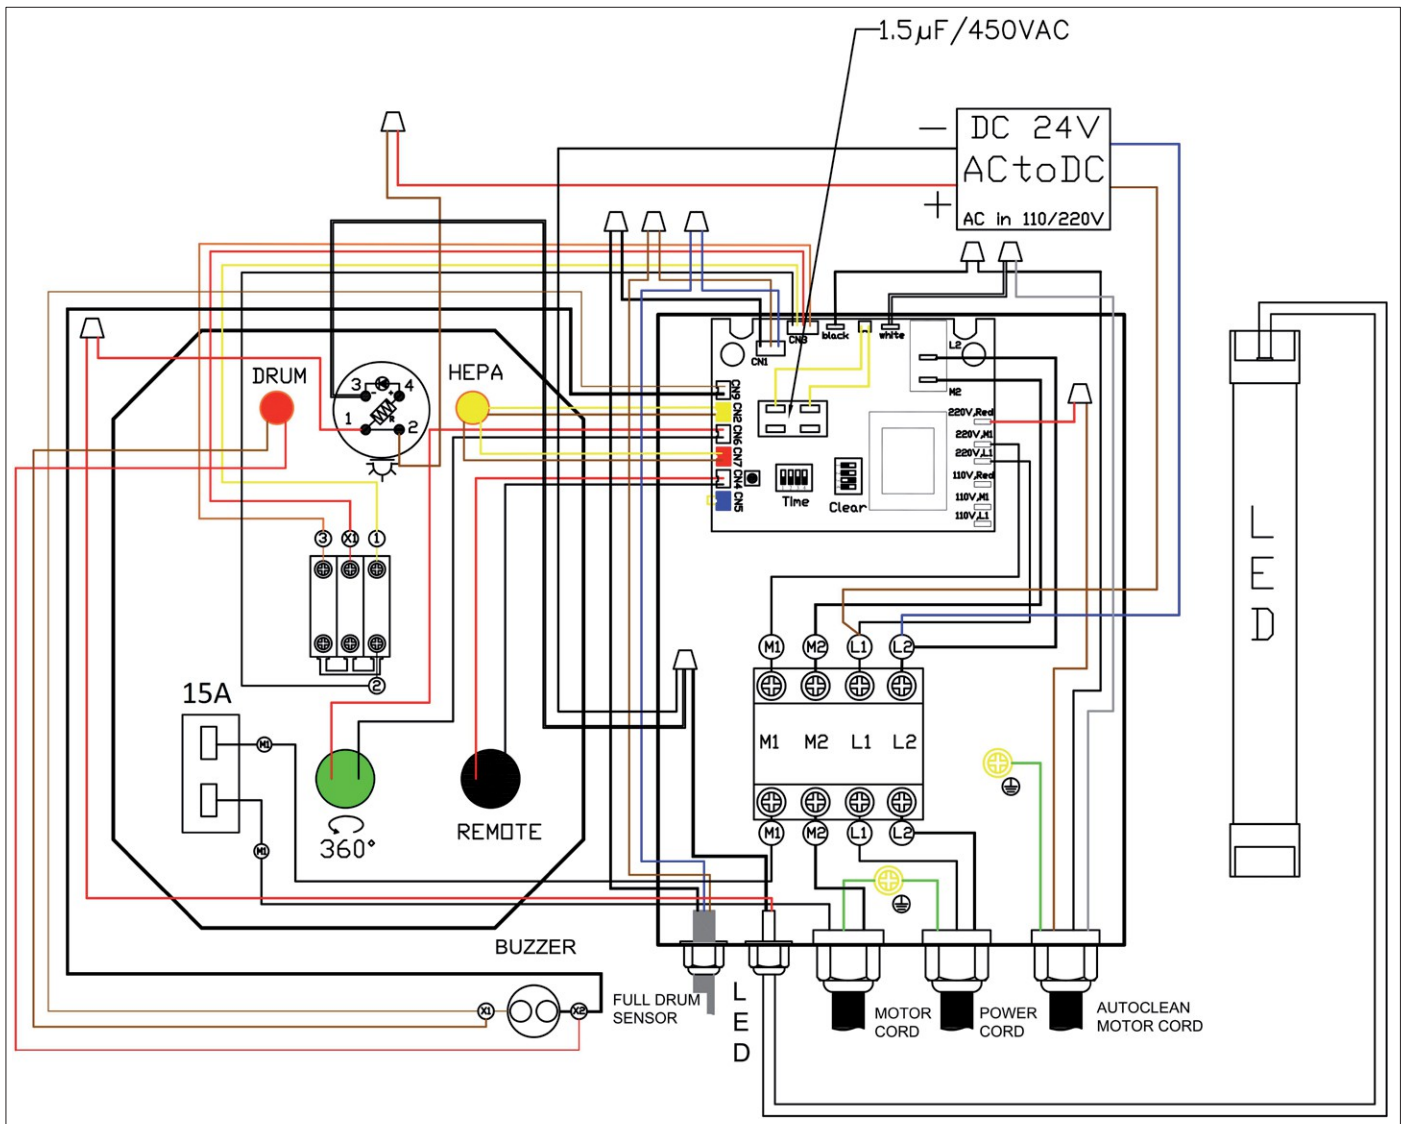 1.5µF/450VAC
— DC 24V
ACtoDC
+ AC in 110/220V
CN3
black
white
CN1
L2
M2
DRUM
HEPA
3 - + 4
R
1 2
CN9
CN2
CN6
CN7
CN4
CN5
220V,Red
220V,M1
220V,L1
110V,Red
110V,M1
110V,L1
Time
Clear
LED
3 X1 1
2
15A
M1
M1
360°
REMOTE
M1 M2 L1 L2
M1 M2 L1 L2
M1 M2 L1 L2
BUZZER
X1 X2
FULL DRUM
SENSOR
LED
MOTOR
CORD
POWER
CORD
AUTOCLEAN
MOTOR CORD